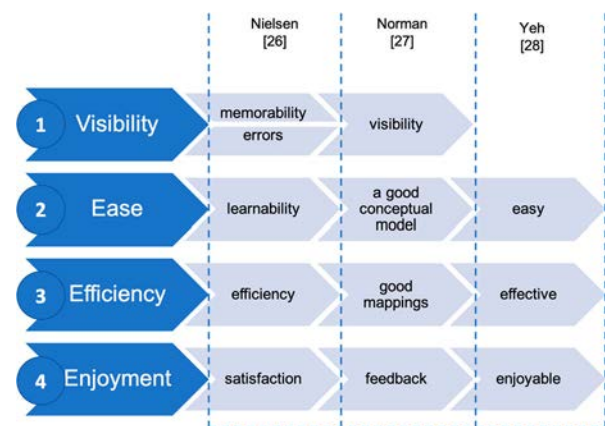 Nielsen
[26]
Norman
[27]
Yeh
[28]
1
Visibility
memorability
errors
visibility
2
Ease
learnability
a good
conceptual
model
easy
3
Efficiency
efficiency
good
mappings
effective
4
Enjoyment
satisfaction
feedback
enjoyable